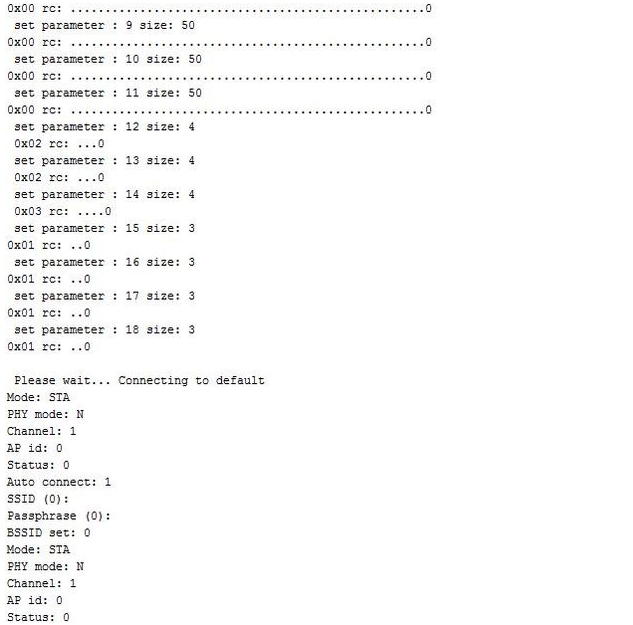 0x00 rc: ...................................................0
set parameter : 9 size: 50
0x00 rc: ...................................................0
set parameter : 10 size: 50
0x00 rc: ...................................................0
set parameter : 11 size: 50
0x00 rc: ...................................................0
set parameter : 12 size: 4
0x02 rc: ...0
set parameter : 13 size: 4
0x02 rc: ...0
set parameter : 14 size: 4
0x03 rc: ....0
set parameter : 15 size: 3
0x01 rc: ..0
set parameter : 16 size: 3
0x01 rc: ..0
set parameter : 17 size: 3
0x01 rc: ..0
set parameter : 18 size: 3
0x01 rc: ..0
Please wait... Connecting to default
Mode: STA
PHY mode: N
Channel: 1
AP id: 0
Status: 0
Auto connect: 1
SSID (0):
Passphrase (0):
BSSID set: 0
Mode: STA
PHY mode: N
Channel: 1
AP id: 0
Status: 0